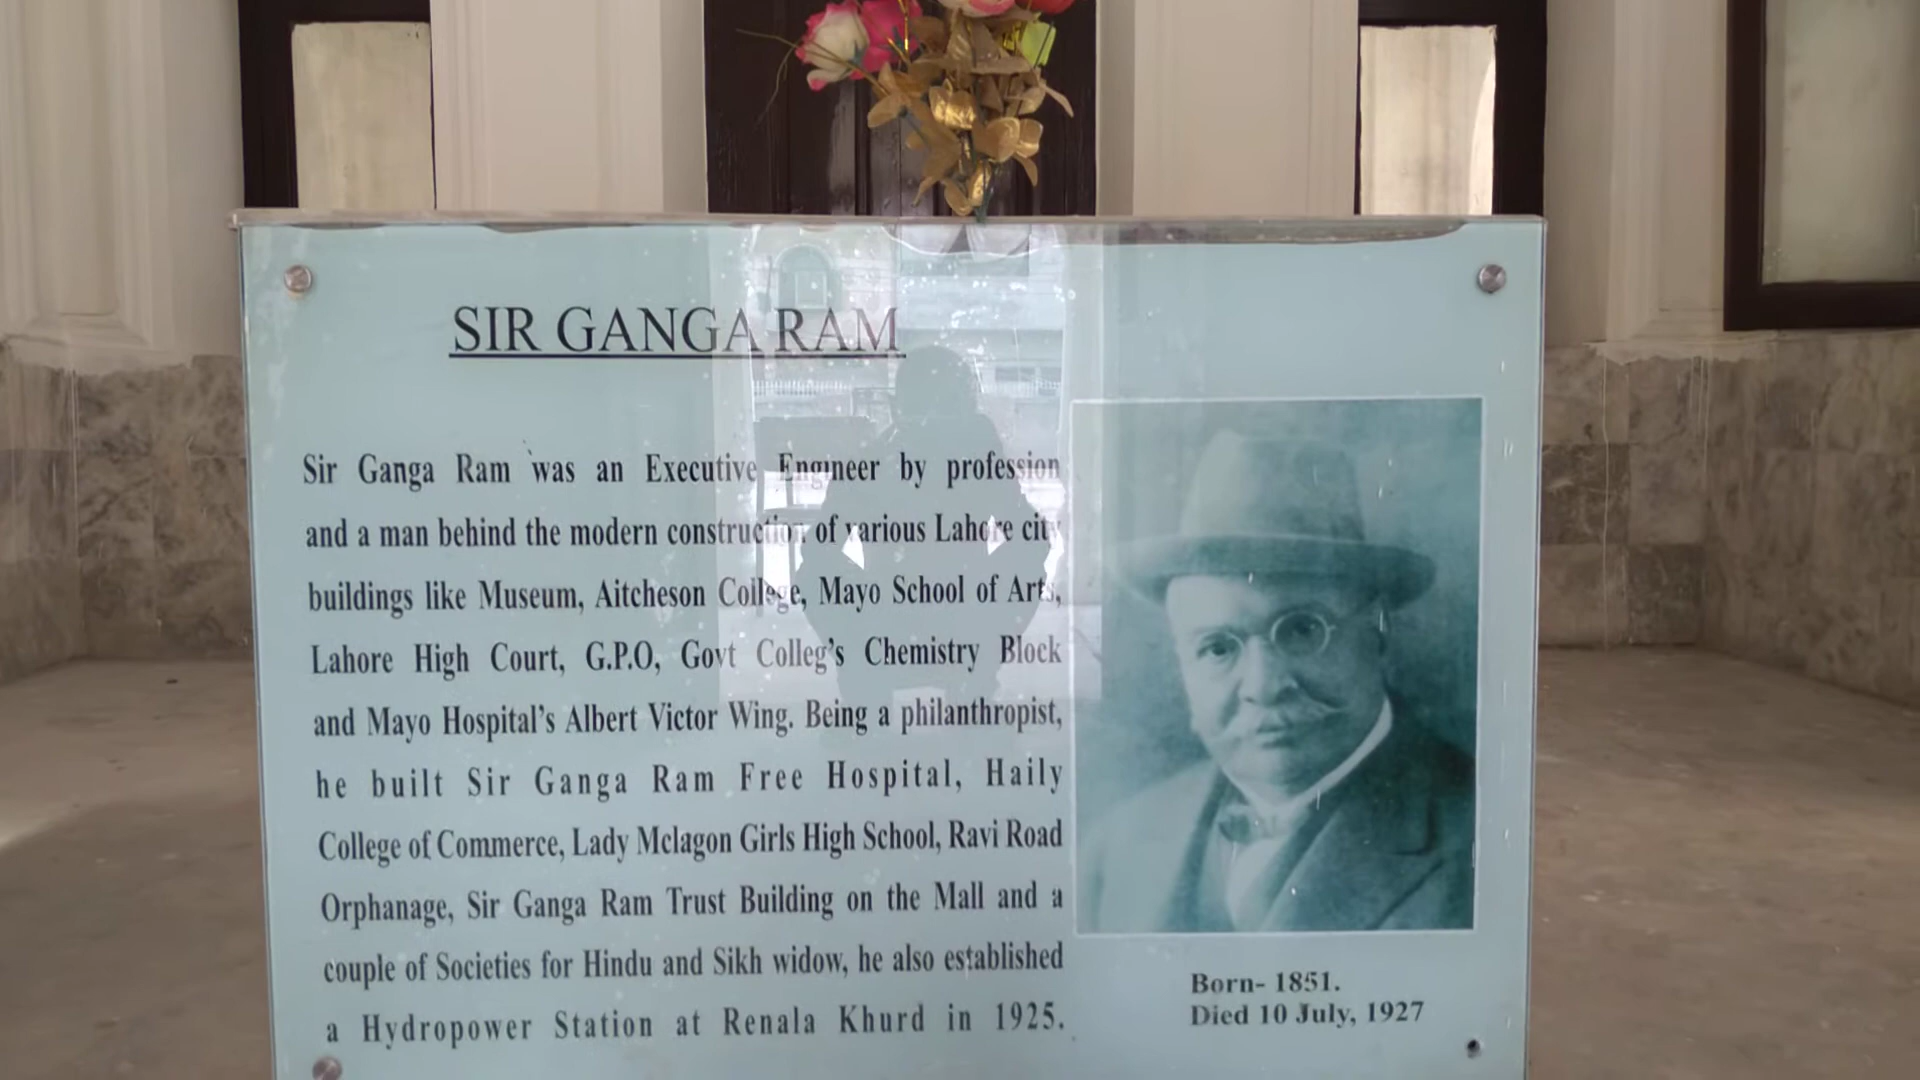 SIR GANGA RAM
Sir Ganga Ram was an Executive Engineer by profession
and a man behind the modern construction of various Lahore city
buildings like Museum, Aitcheson College, Mayo School of Arts,
Lahore High Court, G.P.O, Govt Colleg's Chemistry Block
and Mayo Hospital's Albert Victor Wing. Being a philanthropist,
he built Sir Ganga Ram Free Hospital, Haily
College of Commerce, Lady Mclagon Girls High School, Ravi Road
Orphanage, Sir Ganga Ram Trust Building on the Mall and a
couple of Societies for Hindu and Sikh widow, he also established
a Hydropower Station at Renala Khurd in 1925.
Born- 1851.
Died 10 July, 1927